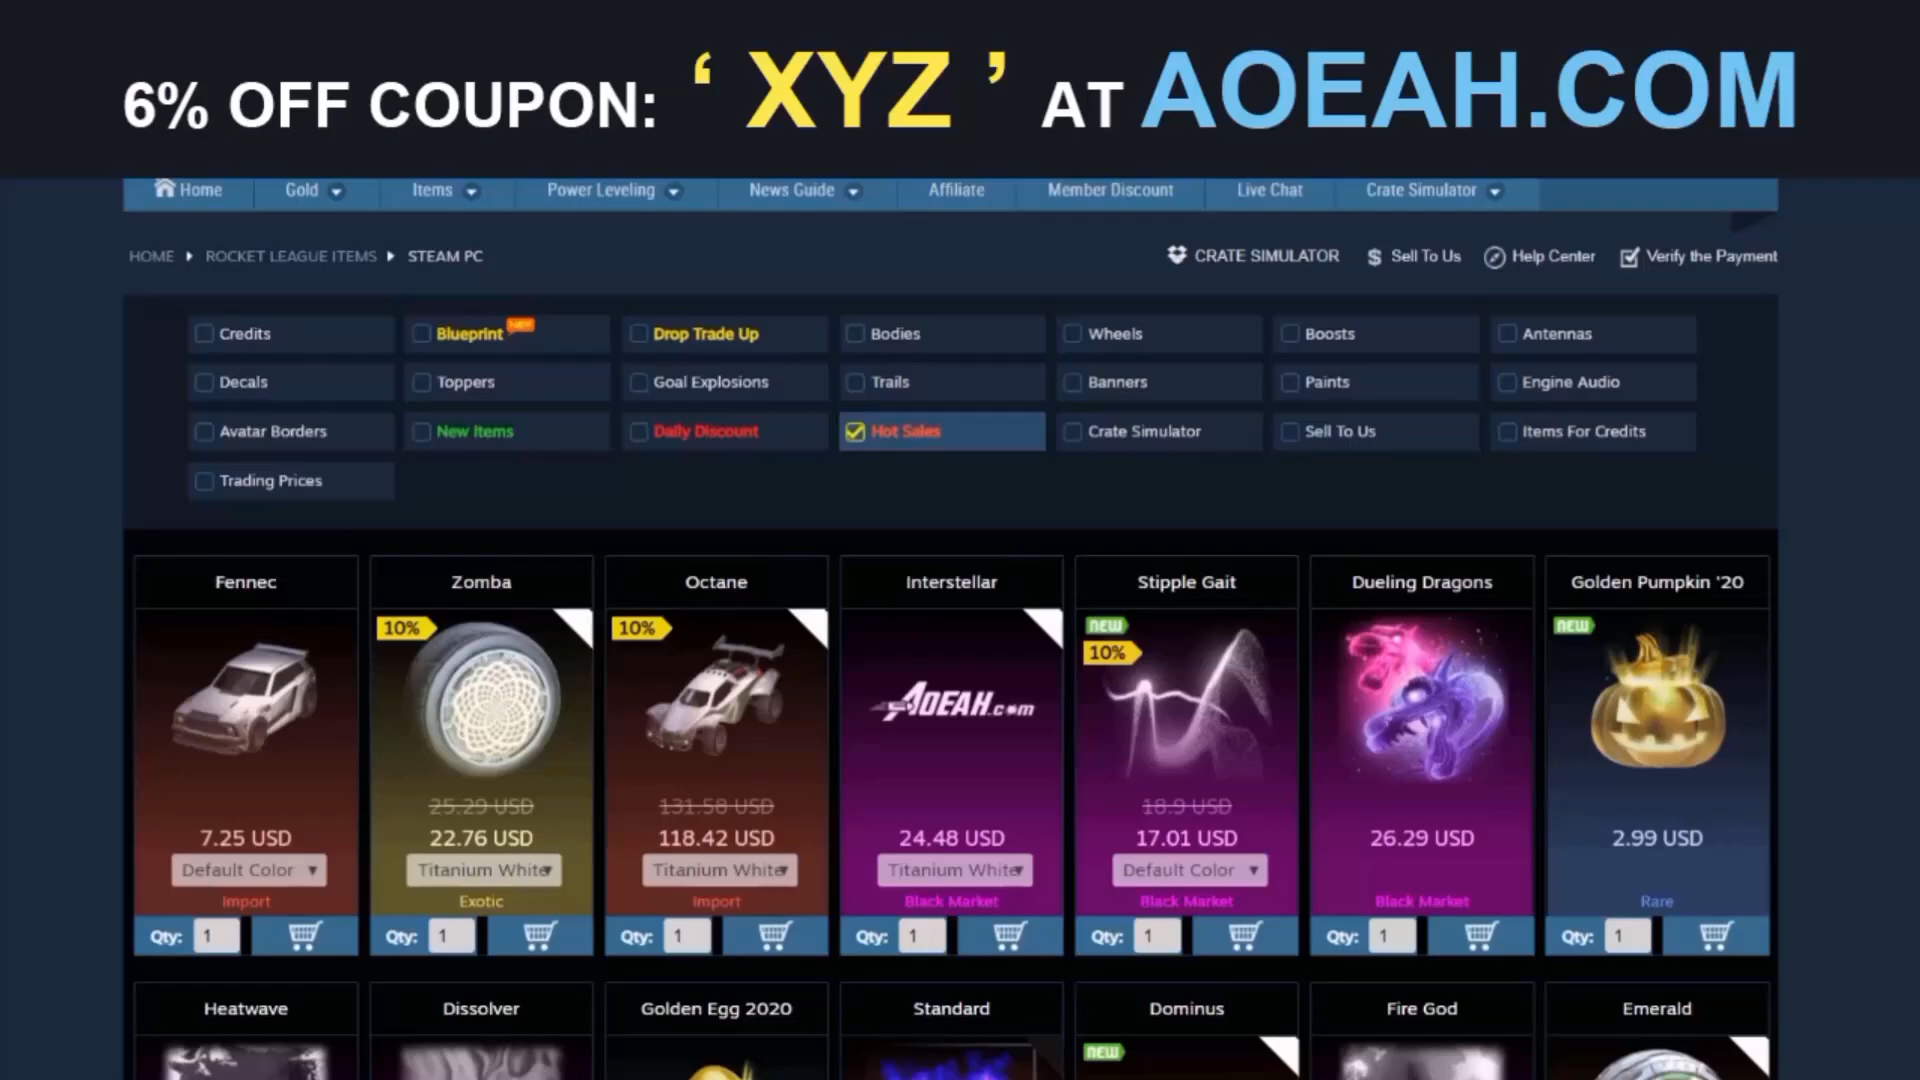 6% OFF COUPON: ‘ XYZ ’ AT AOEAH.COM
Home Gold Items Power Leveling News Guide Affiliate Member Discount Live Chat Crate Simulator
HOME ROCKET LEAGUE ITEMS STEAM PC CRATE SIMULATOR $ Sell To Us Help Center Verify the Payment
Credits Blueprint NEW Drop Trade Up Bodies Wheels Boosts Antennas
Decals Toppers Goal Explosions Trails Banners Paints Engine Audio
Avatar Borders New Items Daily Discount Hot Sales Crate Simulator Sell To Us Items For Credits
Trading Prices
Fennec Zomba Octane Interstellar Stipple Gait Dueling Dragons Golden Pumpkin '20
10% 10% NEW NEW
10%
AOEAH.com
25.29 USD 131.58 USD 18.9 USD
7.25 USD 22.76 USD 118.42 USD 24.48 USD 17.01 USD 26.29 USD 2.99 USD
Default Color Titanium White Titanium White Titanium White Default Color
Import Exotic Import Black Market Black Market Black Market Rare
Qty: 1 Qty: 1 Qty: 1 Qty: 1 Qty: 1 Qty: 1 Qty: 1
Heatwave Dissolver Golden Egg 2020 Standard Dominus Fire God Emerald
NEW